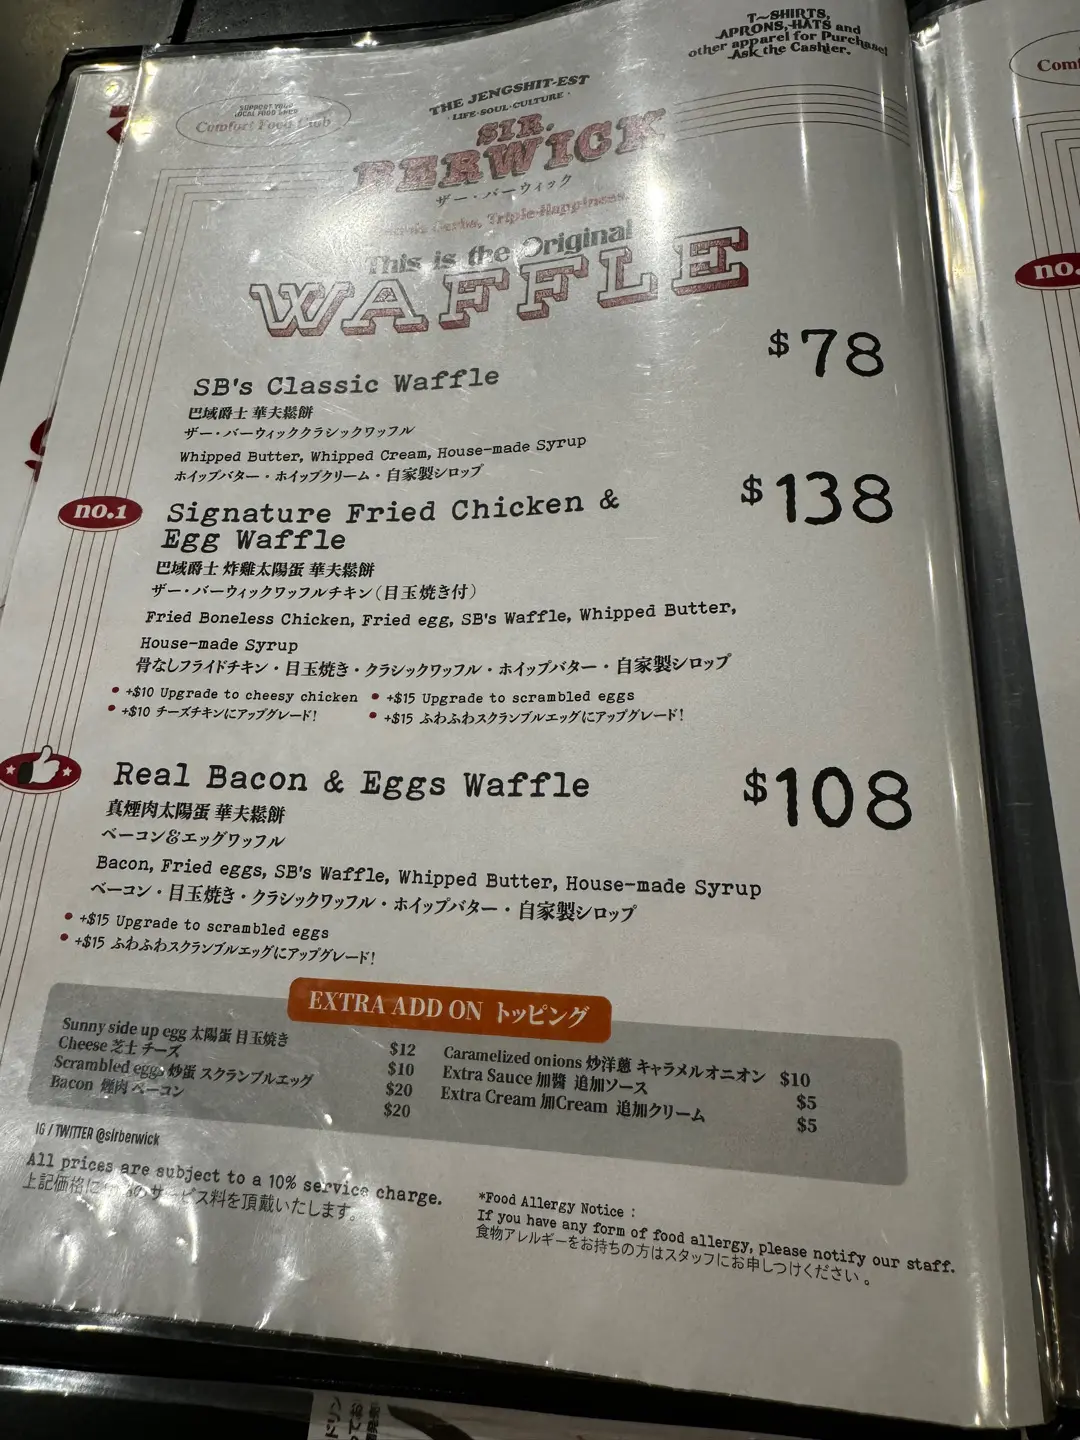 T-SHIRTS,
APRONS, HATS and
other apparel for Purchase!
Ask the Cashier.
SUPPORT YOUR
LOCAL FOOD SHED
Comfort Food Club
THE JENGSHIT-EST
· LIFE·SOUL·CULTURE ·
SIR.
BERWICK
ザー・バーウィック
Carbs, Triple Happiness
This is the Original
WAFFLE
$78
SB's Classic Waffle
巴域爵士 華夫鬆餅
ザー・バーウィッククラシックワッフル
Whipped Butter, Whipped Cream, House-made Syrup
ホイップバター・ホイップクリーム・自家製シロップ
no.1
$138
Signature Fried Chicken &
Egg Waffle
巴域爵士 炸雞太陽蛋 華夫鬆餅
ザー・バーウィックワッフルチキン（目玉焼き付）
Fried Boneless Chicken, Fried egg, SB's Waffle, Whipped Butter,
House-made Syrup
骨なしフライドチキン・目玉焼き・クラシックワッフル・ホイップバター・自家製シロップ
• +$10 Upgrade to cheesy chicken • +$15 Upgrade to scrambled eggs
• +$10 チーズチキンにアップグレード! • +$15 ふわふわスクランブルエッグにアップグレード!
Real Bacon & Eggs Waffle
$108
真煙肉太陽蛋 華夫鬆餅
ベーコン&エッグワッフル
Bacon, Fried eggs, SB's Waffle, Whipped Butter, House-made Syrup
ベーコン・目玉焼き・クラシックワッフル・ホイップバター・自家製シロップ
• +$15 Upgrade to scrambled eggs
• +$15 ふわふわスクランブルエッグにアップグレード!
EXTRA ADD ON トッピング
Sunny side up egg 太陽蛋 目玉焼き $12
Cheese 芝士 チーズ $10
Scrambled eggs 炒蛋 スクランブルエッグ $20
Bacon 煙肉 ベーコン $20
Caramelized onions 炒洋蔥 キャラメルオニオン $10
Extra Sauce 加醬 追加ソース $5
Extra Cream 加Cream 追加クリーム $5
IG / TWITTER @sirberwick
All prices are subject to a 10% service charge.
上記価格に のサービス料を頂戴いたします。
*Food Allergy Notice :
If you have any form of food allergy, please notify our staff.
食物アレルギーをお持ちの方はスタッフにお申しつけください 。
no.